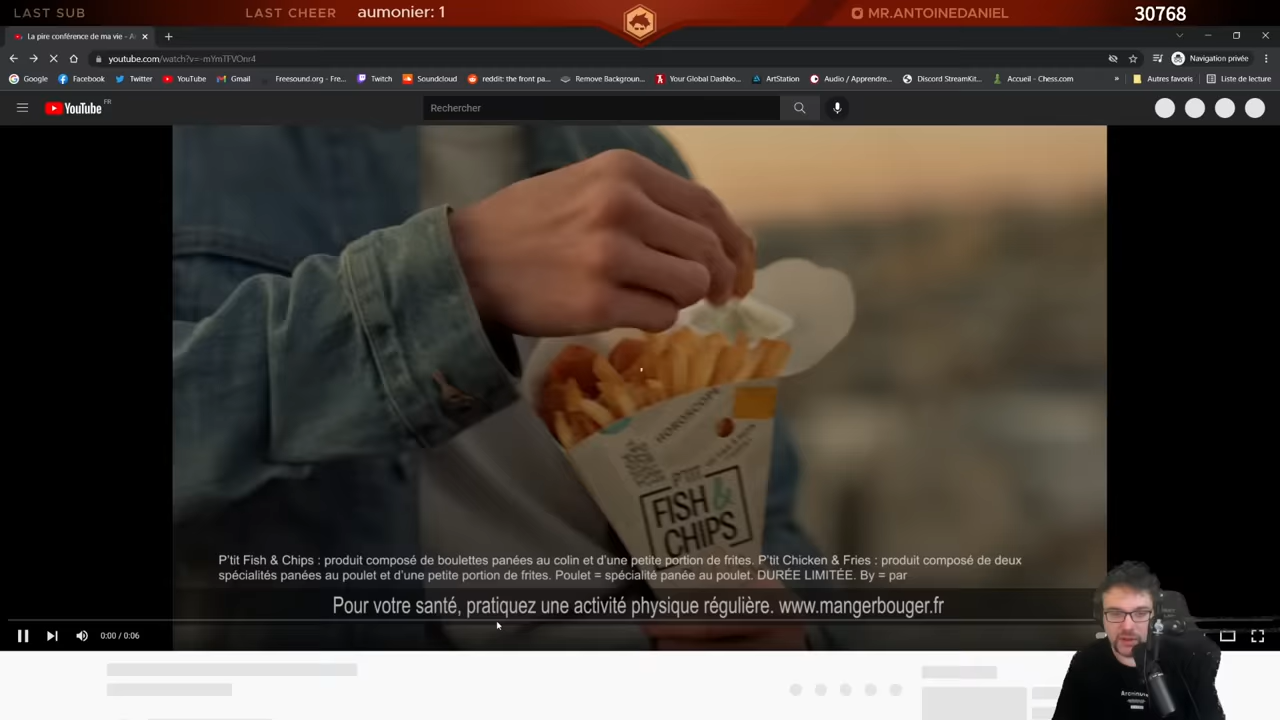 LAST SUB
LAST CHEER
aumonier: 1
MR.ANTOINEDANIEL
30768
La pire conférence de ma vie - A
youtube.com/watch?v=-mYmTFVOnr4
Navigation privée
Google
Facebook
Twitter
YouTube
Gmail
Freesound.org - Fre...
Twitch
Soundcloud
reddit: the front pa...
Remove Backgroun...
Your Global Dashbo...
ArtStation
Audio / Apprendre...
Discord StreamKit...
Accueil - Chess.com
»
Autres favoris
Liste de lecture
YouTube FR
Rechercher
HOROSCOPE
P'TIT
FISH &
CHIPS
P'tit Fish & Chips : produit composé de boulettes panées au colin et d'une petite portion de frites. P'tit Chicken & Fries : produit composé de deux
spécialités panées au poulet et d'une petite portion de frites. Poulet = spécialité panée au poulet. DURÉE LIMITÉE. By = par
Pour votre santé, pratiquez une activité physique régulière. www.mangerbouger.fr
0:00 / 0:06